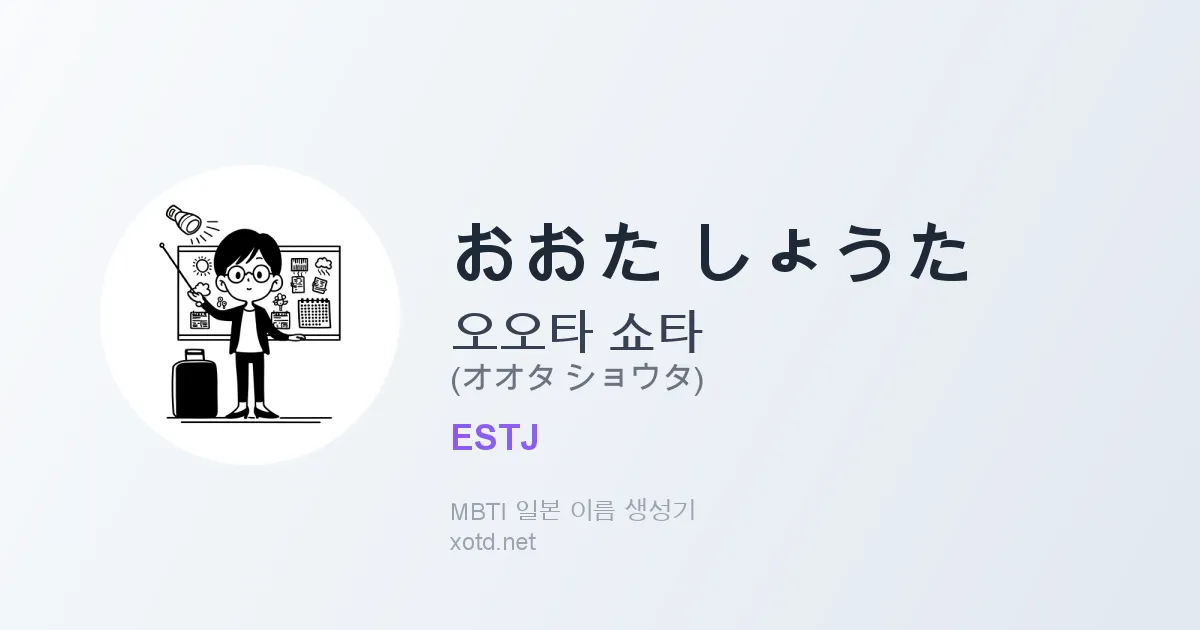 おおた しょうた
오오타 쇼타
(オオタ ショウタ)
ESTJ
MBTI 일본 이름 생성기
xotd.net